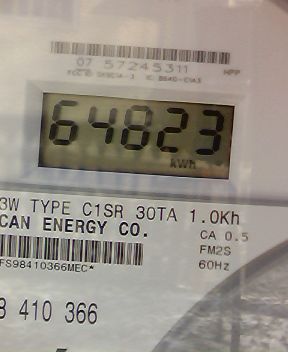 07 57245311
64823
kWh
3W TYPE C1SR 30TA 1.0Kh
CAN ENERGY CO.
CA 0.5
FM2S
60Hz
FS98410366MEC*
8 410 366